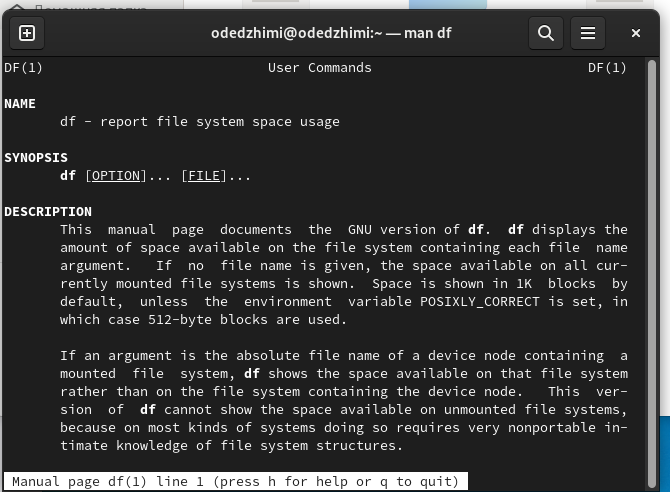 Домашняя папка
odedzhimi@odedzhimi:~ — man df
DF(1) User Commands DF(1)
NAME
df - report file system space usage
SYNOPSIS
df [OPTION]... [FILE]...
DESCRIPTION
This manual page documents the GNU version of df. df displays the
amount of space available on the file system containing each file name
argument. If no file name is given, the space available on all cur-
rently mounted file systems is shown. Space is shown in 1K blocks by
default, unless the environment variable POSIXLY_CORRECT is set, in
which case 512-byte blocks are used.
If an argument is the absolute file name of a device node containing a
mounted file system, df shows the space available on that file system
rather than on the file system containing the device node. This ver-
sion of df cannot show the space available on unmounted file systems,
because on most kinds of systems doing so requires very nonportable in-
timate knowledge of file system structures.
Manual page df(1) line 1 (press h for help or q to quit)